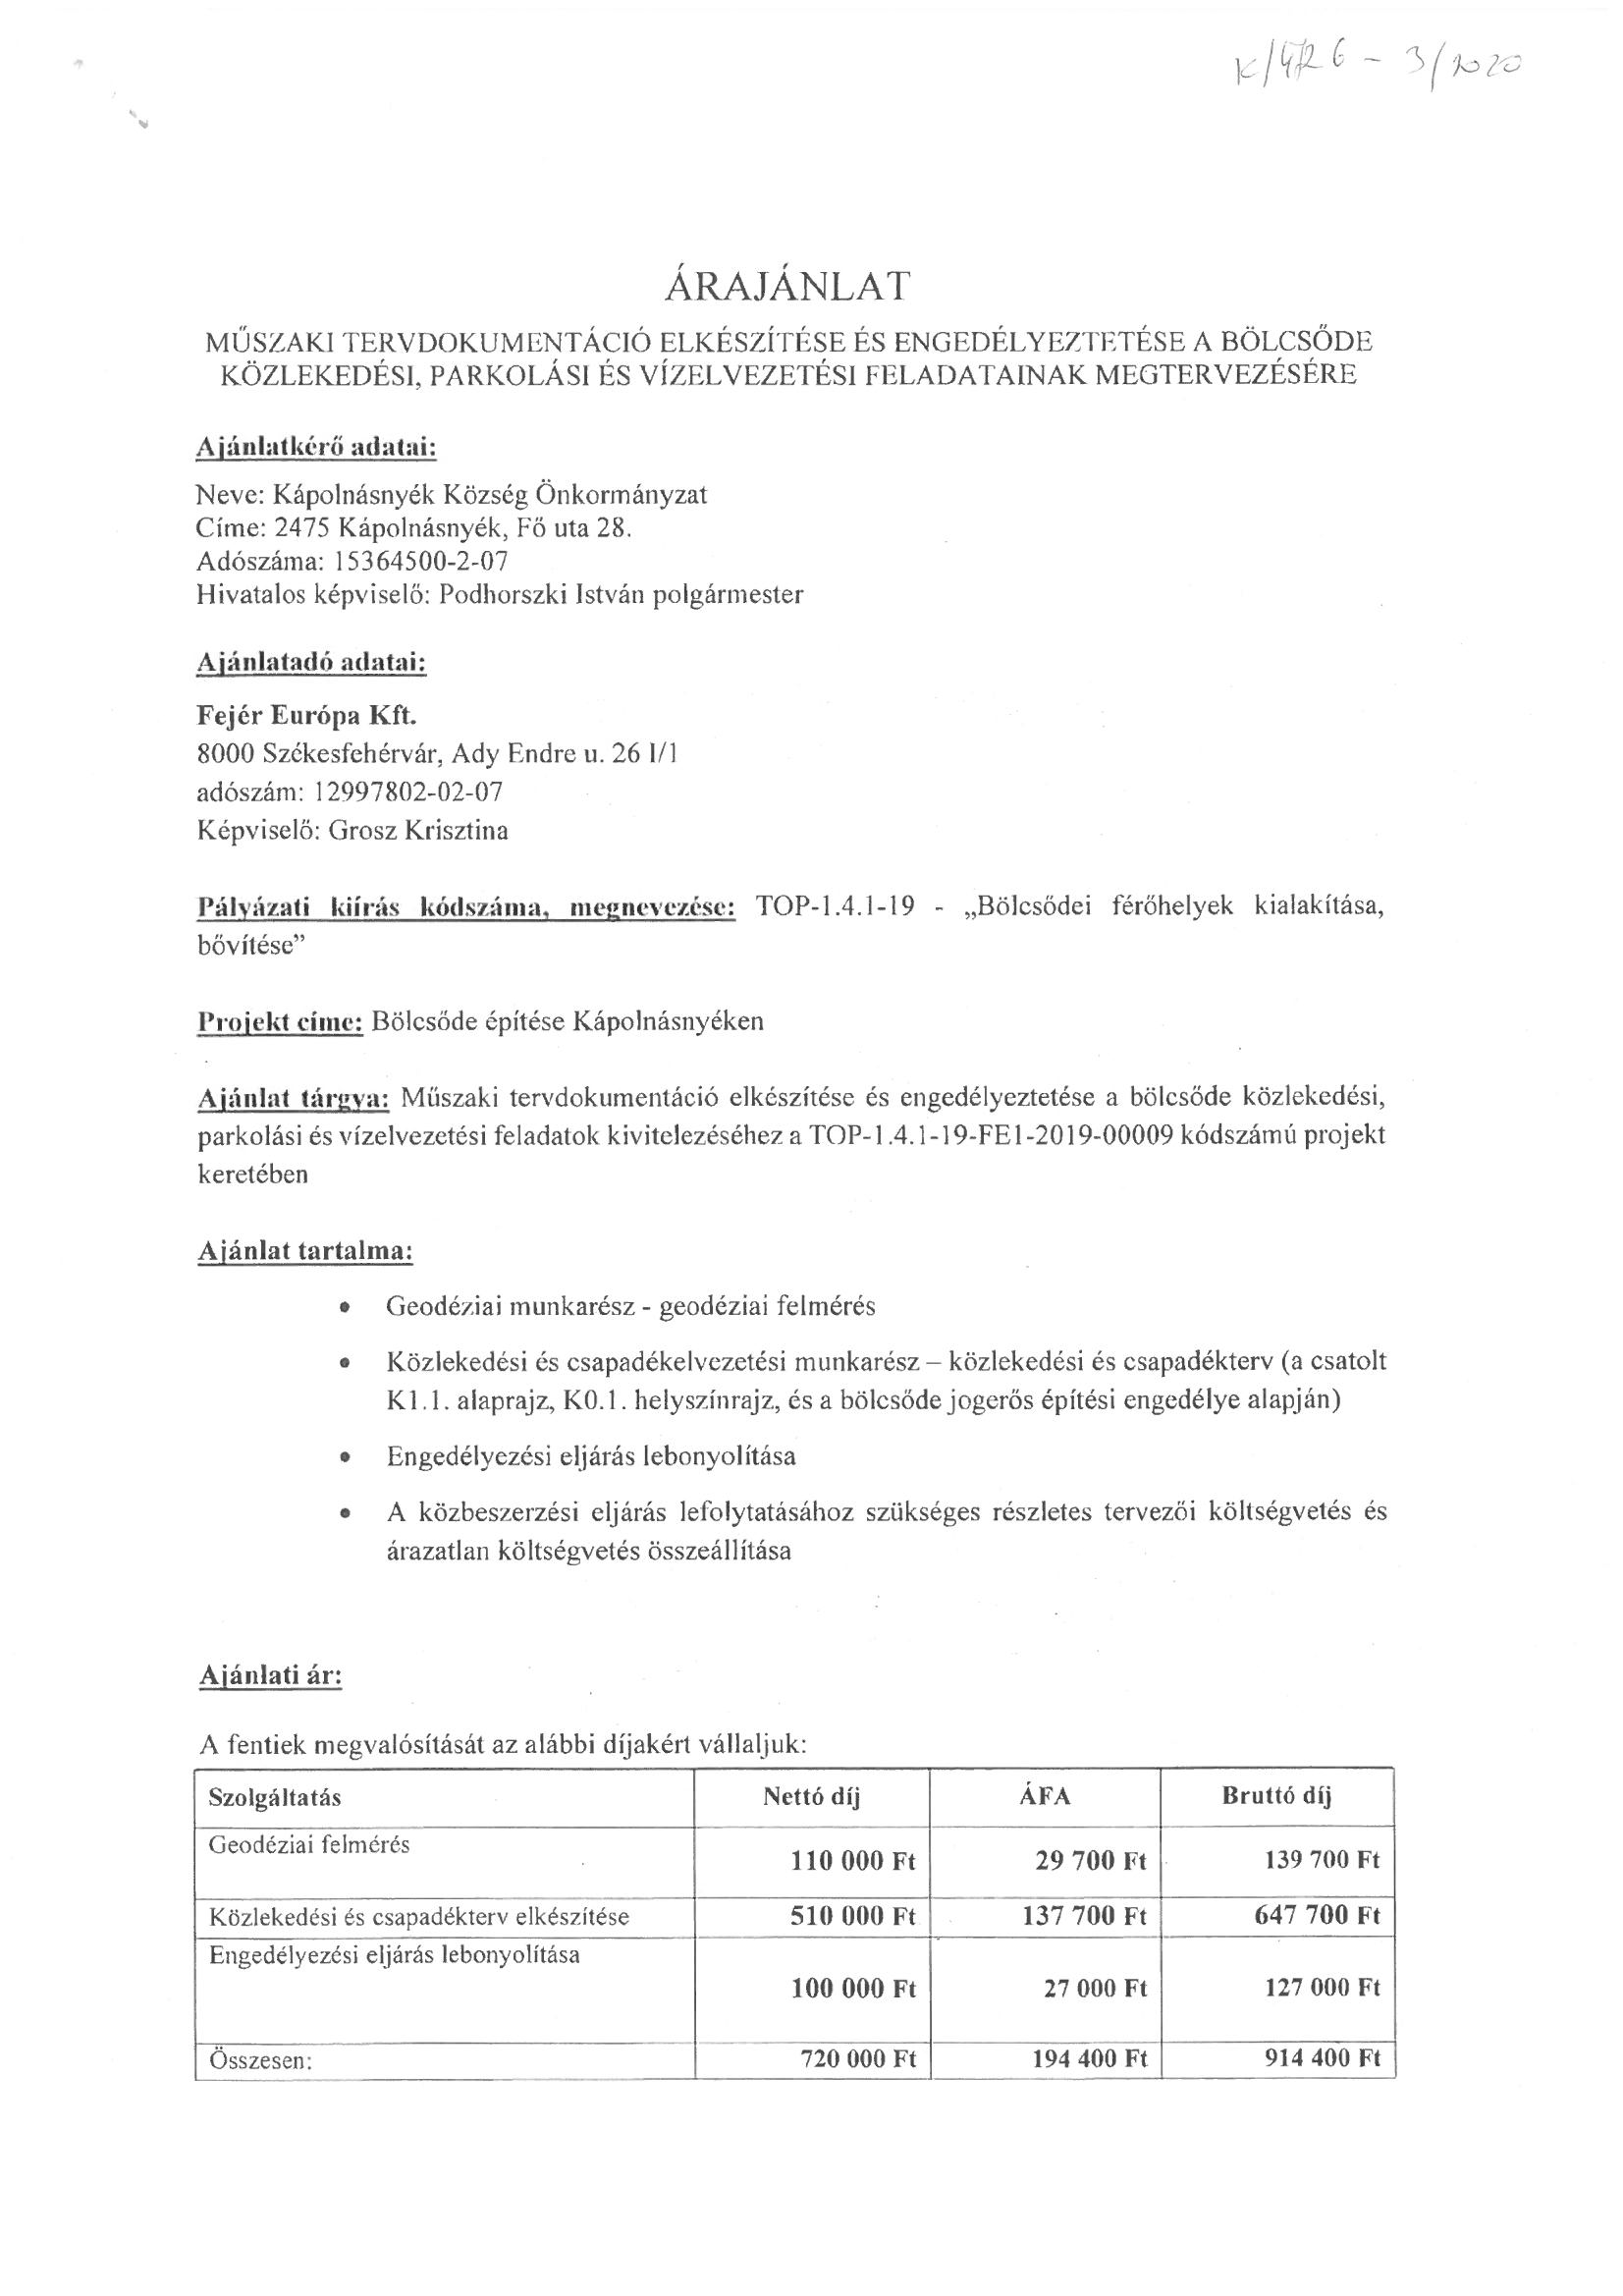 K/472 6 - 3/2020
ÁRAJÁNLAT
MŰSZAKI TERVDOKUMENTÁCIÓ ELKÉSZÍTÉSE ÉS ENGEDÉLYEZTETÉSE A BÖLCSŐDE
KÖZLEKEDÉSI, PARKOLÁSI ÉS VÍZELVEZETÉSI FELADATAINAK MEGTERVEZÉSÉRE
Ajánlatkérő adatai:
Neve: Kápolnásnyék Község Önkormányzat
Címe: 2475 Kápolnásnyék, Fő uta 28.
Adószáma: 15364500-2-07
Hivatalos képviselő: Podhorszki István polgármester
Ajánlatadó adatai:
Fejér Európa Kft.
8000 Székesfehérvár, Ady Endre u. 26 I/1
adószám: 12997802-02-07
Képviselő: Grosz Krisztina
Pályázati kiírás kódszáma, megnevezése: TOP-1.4.1-19 - „Bölcsődei férőhelyek kialakítása,
bővítése”
Projekt címe: Bölcsőde építése Kápolnásnyéken
Ajánlat tárgya: Műszaki tervdokumentáció elkészítése és engedélyeztetése a bölcsőde közlekedési,
parkolási és vízelvezetési feladatok kivitelezéséhez a TOP-1.4.1-19-FE1-2019-00009 kódszámú projekt
keretében
Ajánlat tartalma:
• Geodéziai munkarész - geodéziai felmérés
• Közlekedési és csapadékelvezetési munkarész – közlekedési és csapadékterv (a csatolt
K1.1. alaprajz, K0.1. helyszínrajz, és a bölcsőde jogerős építési engedélye alapján)
• Engedélyezési eljárás lebonyolítása
• A közbeszerzési eljárás lefolytatásához szükséges részletes tervezői költségvetés és
árazatlan költségvetés összeállítása
Ajánlati ár:
A fentiek megvalósítását az alábbi díjakért vállaljuk:
Szolgáltatás Nettó díj ÁFA Bruttó díj
Geodéziai felmérés 110 000 Ft 29 700 Ft 139 700 Ft
Közlekedési és csapadékterv elkészítése 510 000 Ft 137 700 Ft 647 700 Ft
Engedélyezési eljárás lebonyolítása 100 000 Ft 27 000 Ft 127 000 Ft
Összesen: 720 000 Ft 194 400 Ft 914 400 Ft